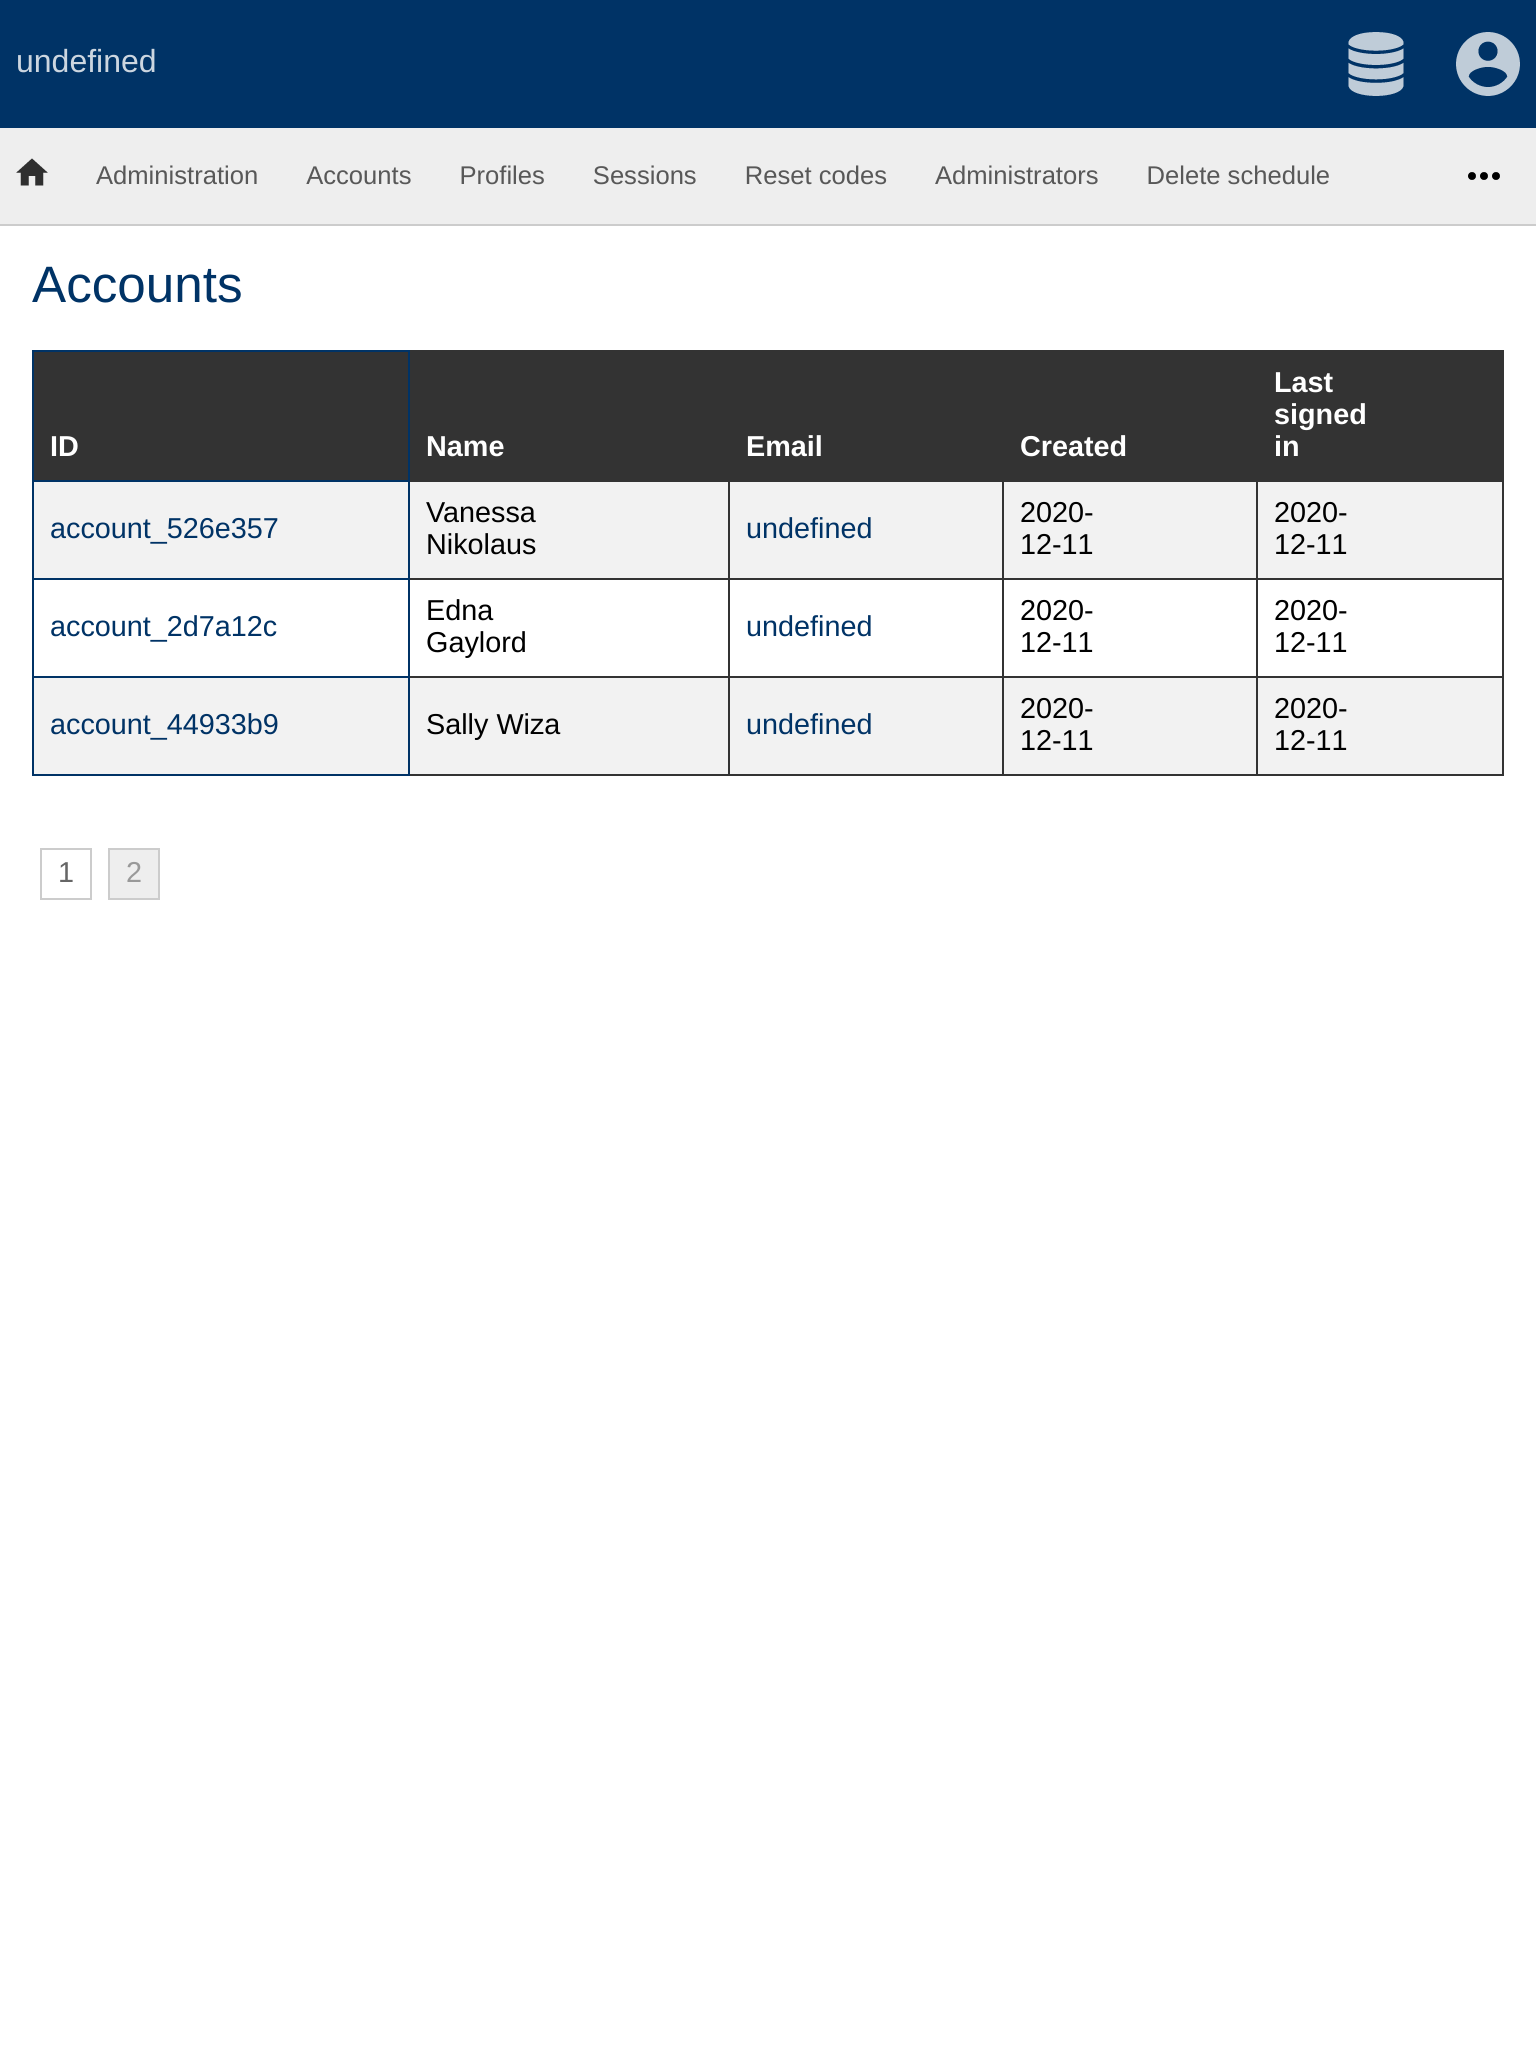 undefined
Administration Accounts Profiles Sessions Reset codes Administrators Delete schedule
Accounts
ID Name Email Created Last signed in
account_526e357 Vanessa Nikolaus undefined 2020-12-11 2020-12-11
account_2d7a12c Edna Gaylord undefined 2020-12-11 2020-12-11
account_44933b9 Sally Wiza undefined 2020-12-11 2020-12-11
1 2